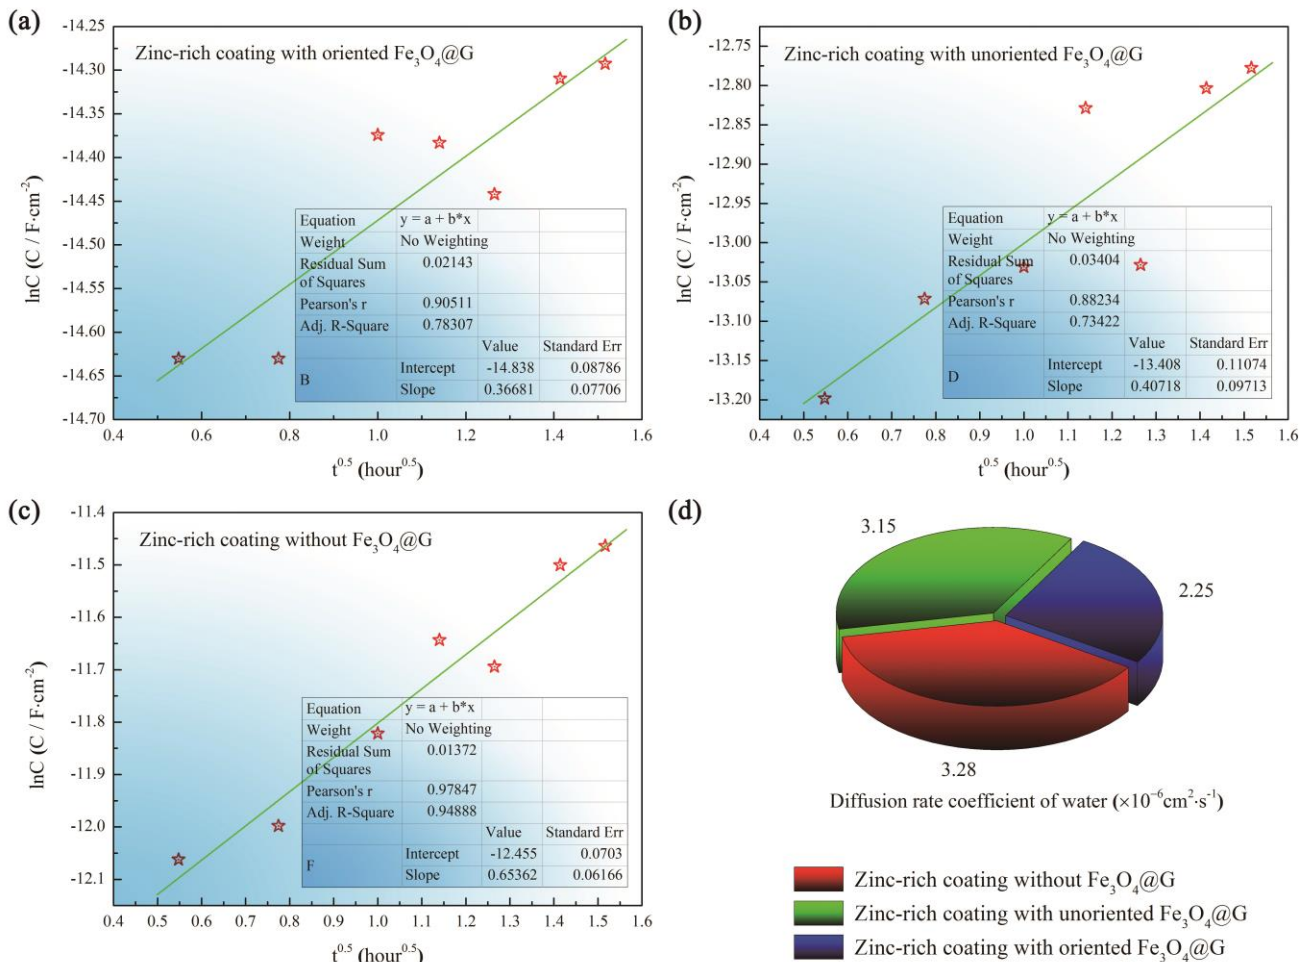 (a)
Zinc-rich coating with oriented Fe₃O₄@G
lnC (C / F·cm⁻²)
-14.25
-14.30
-14.35
-14.40
-14.45
-14.50
-14.55
-14.60
-14.65
-14.70
Equation y = a + b*x
Weight No Weighting
Residual Sum of Squares 0.02143
Pearson's r 0.90511
Adj. R-Square 0.78307
Value Standard Err
B Intercept -14.838 0.08786
Slope 0.36681 0.07706
0.4 0.6 0.8 1.0 1.2 1.4 1.6
t⁰·⁵ (hour⁰·⁵)
(b)
Zinc-rich coating with unoriented Fe₃O₄@G
lnC (C / F·cm⁻²)
-12.75
-12.80
-12.85
-12.90
-12.95
-13.00
-13.05
-13.10
-13.15
-13.20
Equation y = a + b*x
Weight No Weighting
Residual Sum of Squares 0.03404
Pearson's r 0.88234
Adj. R-Square 0.73422
Value Standard Err
D Intercept -13.408 0.11074
Slope 0.40718 0.09713
0.4 0.5 0.6 0.7 0.8 0.9 1.0 1.1 1.2 1.3 1.4 1.5 1.6
t⁰·⁵ (hour⁰·⁵)
(c)
Zinc-rich coating without Fe₃O₄@G
lnC (C / F·cm⁻²)
-11.4
-11.5
-11.6
-11.7
-11.8
-11.9
-12.0
-12.1
Equation y = a + b*x
Weight No Weighting
Residual Sum of Squares 0.01372
Pearson's r 0.97847
Adj. R-Square 0.94888
Value Standard Err
F Intercept -12.455 0.0703
Slope 0.65362 0.06166
0.4 0.5 0.6 0.7 0.8 0.9 1.0 1.1 1.2 1.3 1.4 1.5 1.6
t⁰·⁵ (hour⁰·⁵)
(d)
3.15
2.25
3.28
Diffusion rate coefficient of water (×10⁻⁶cm²·s⁻¹)
Zinc-rich coating without Fe₃O₄@G
Zinc-rich coating with unoriented Fe₃O₄@G
Zinc-rich coating with oriented Fe₃O₄@G